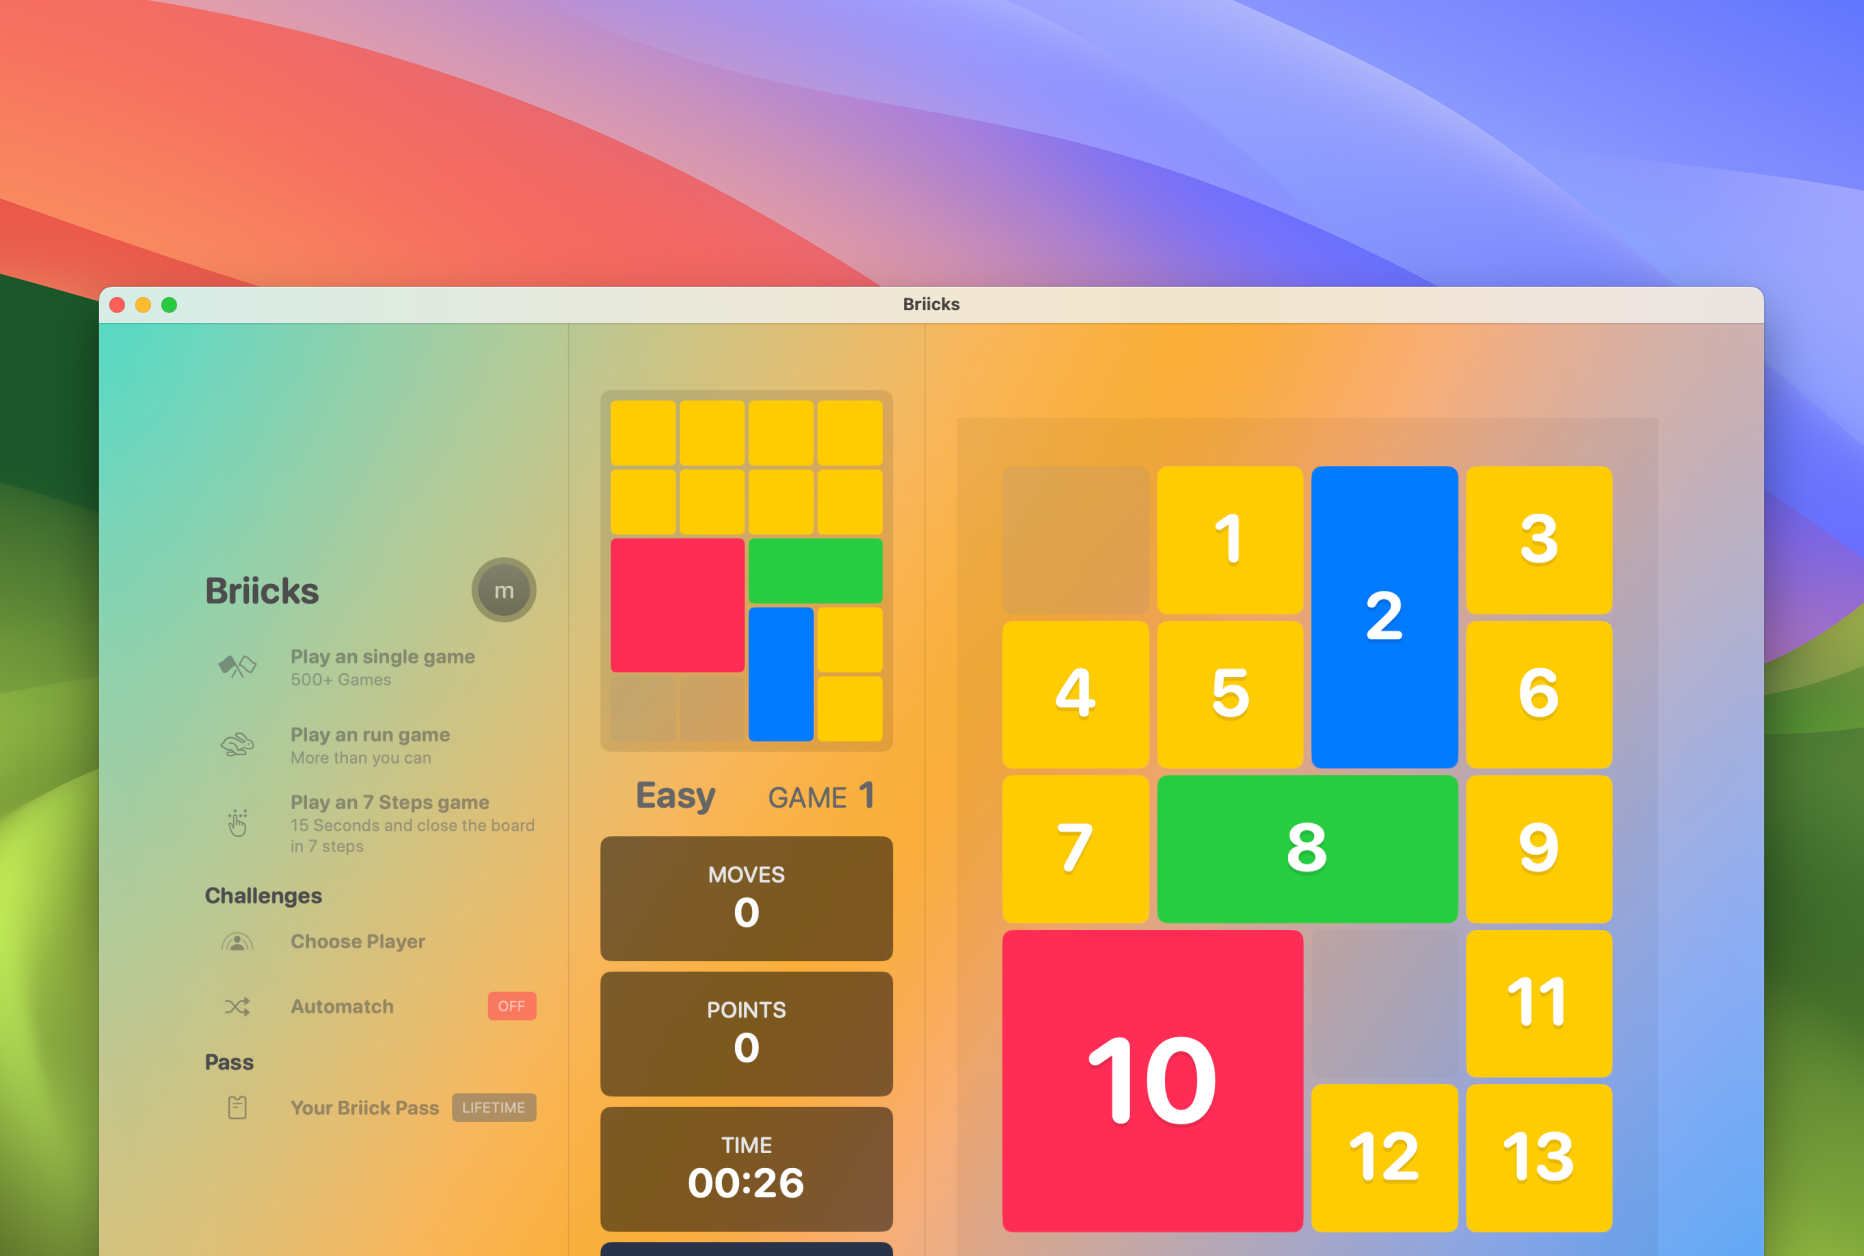 Briicks
Briicks
m
Play an single game
500+ Games
Play an run game
More than you can
Play an 7 Steps game
15 Seconds and close the board
in 7 steps
Challenges
Choose Player
Automatch
OFF
Pass
Your Briick Pass
LIFETIME
Easy
GAME 1
MOVES
0
POINTS
0
TIME
00:26
1
2
3
4
5
6
7
8
9
10
11
12
13